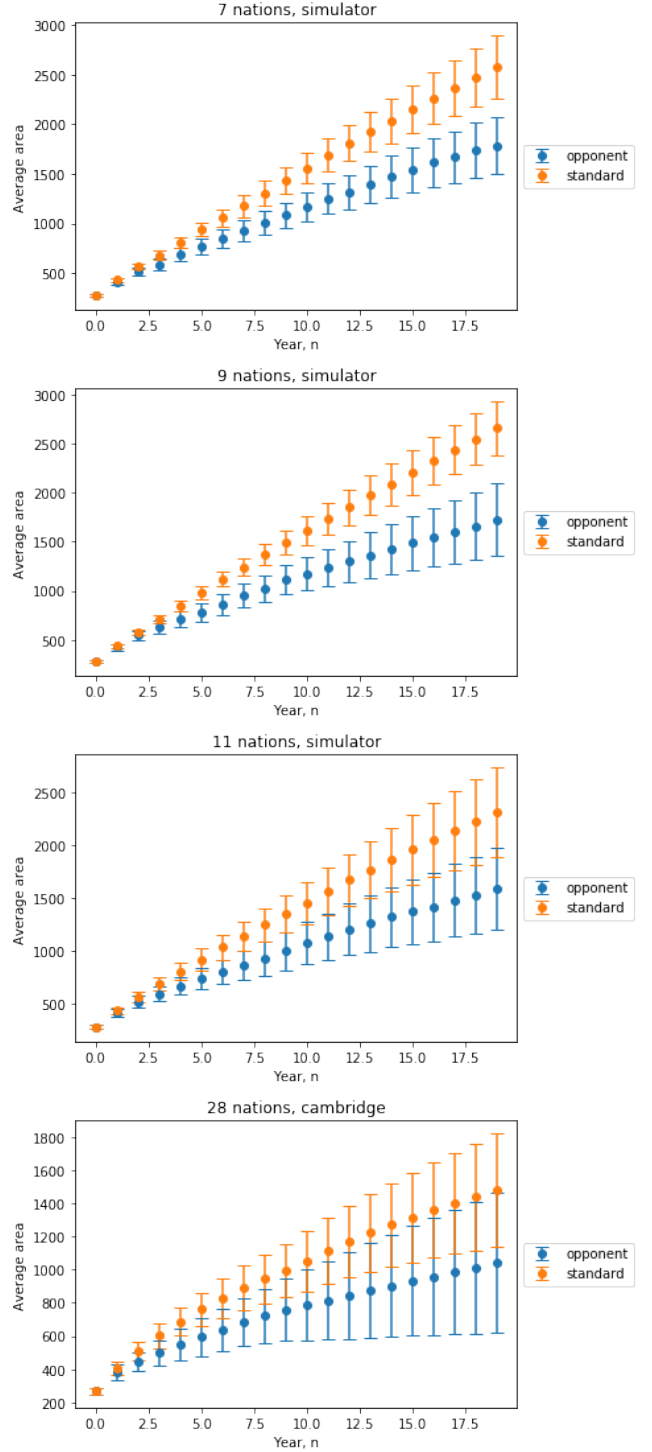 7 nations, simulator
3000
2500
2000
1500
1000
500
Average area
0.0 2.5 5.0 7.5 10.0 12.5 15.0 17.5
Year, n
opponent
standard
9 nations, simulator
3000
2500
2000
1500
1000
500
Average area
0.0 2.5 5.0 7.5 10.0 12.5 15.0 17.5
Year, n
opponent
standard
11 nations, simulator
2500
2000
1500
1000
500
Average area
0.0 2.5 5.0 7.5 10.0 12.5 15.0 17.5
Year, n
opponent
standard
28 nations, cambridge
1800
1600
1400
1200
1000
800
600
400
200
Average area
0.0 2.5 5.0 7.5 10.0 12.5 15.0 17.5
Year, n
opponent
standard